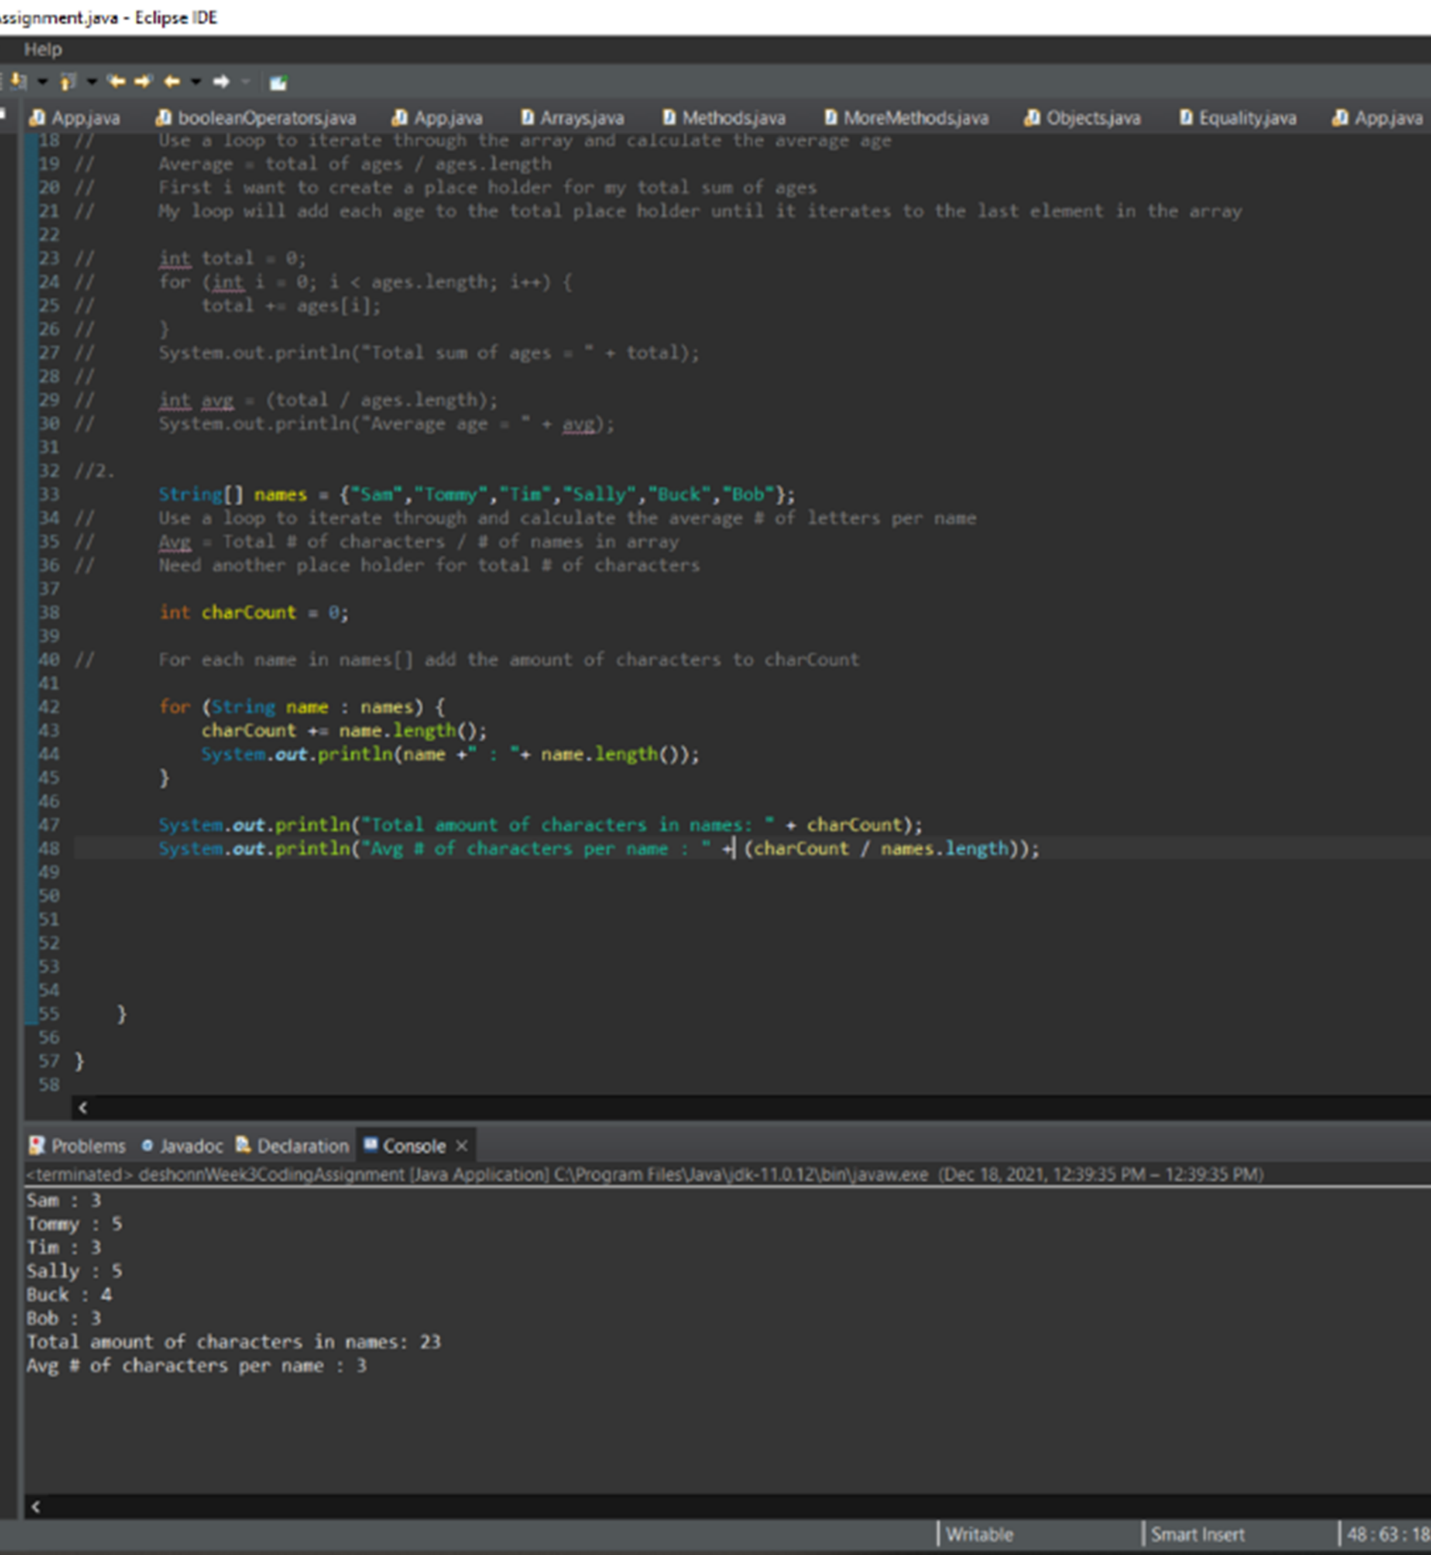 ssignment.java - Eclipse IDE
Help
App.java booleanOperators.java App.java Arrays.java Methods.java MoreMethods.java Objects.java Equality.java App.java
18 // Use a loop to iterate through the array and calculate the average age
19 // Average = total of ages / ages.length
20 // First i want to create a place holder for my total sum of ages
21 // My loop will add each age to the total place holder until it iterates to the last element in the array
22
23 // int total = 0;
24 // for (int i = 0; i < ages.length; i++) {
25 // total += ages[i];
26 // }
27 // System.out.println("Total sum of ages = " + total);
28 //
29 // int avg = (total / ages.length);
30 // System.out.println("Average age = " + avg);
31
32 //2.
33 String[] names = {"Sam","Tommy","Tim","Sally","Buck","Bob"};
34 // Use a loop to iterate through and calculate the average # of letters per name
35 // Avg = Total # of characters / # of names in array
36 // Need another place holder for total # of characters
37
38 int charCount = 0;
39
40 // For each name in names[] add the amount of characters to charCount
41
42 for (String name : names) {
43 charCount += name.length();
44 System.out.println(name +" : "+ name.length());
45 }
46
47 System.out.println("Total amount of characters in names: " + charCount);
48 System.out.println("Avg # of characters per name : " + (charCount / names.length));
49
50
51
52
53
54
55 }
56
57 }
58
Problems Javadoc Declaration Console
<terminated> deshonnWeek3CodingAssignment [Java Application] C:\Program Files\Java\jdk-11.0.12\bin\javaw.exe (Dec 18, 2021, 12:39:35 PM – 12:39:35 PM)
Sam : 3
Tommy : 5
Tim : 3
Sally : 5
Buck : 4
Bob : 3
Total amount of characters in names: 23
Avg # of characters per name : 3
Writable Smart Insert 48 : 63 : 18